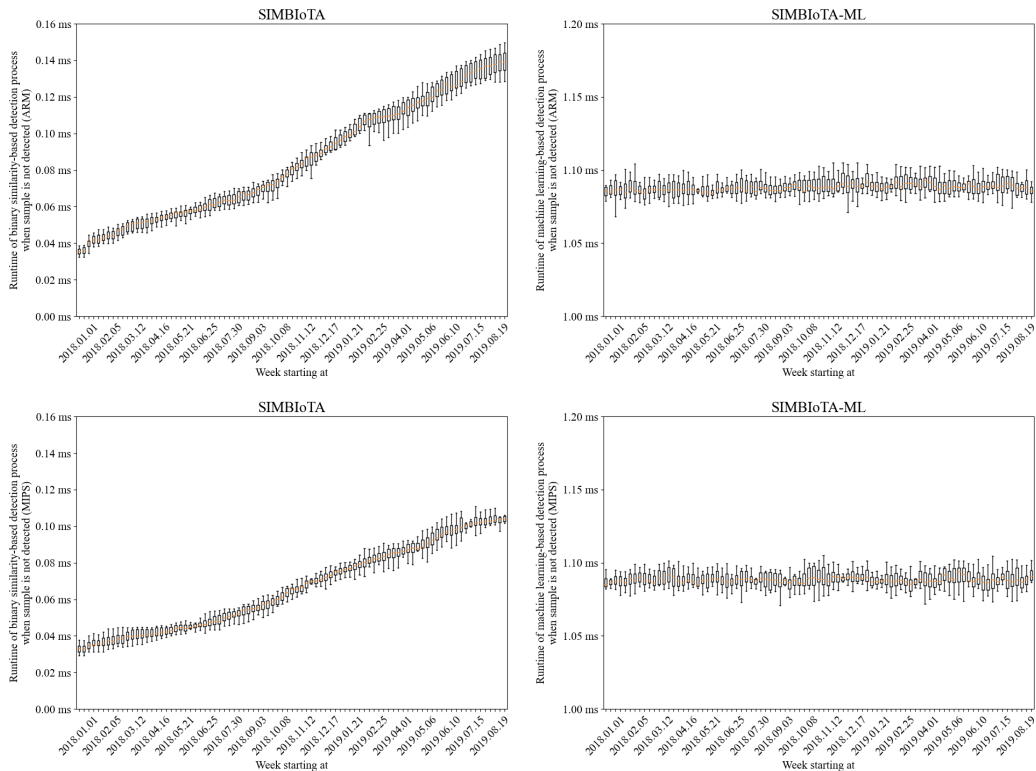 SIMBIoTA
0.16 ms
0.14 ms
0.12 ms
0.10 ms
0.08 ms
0.06 ms
0.04 ms
0.02 ms
0.00 ms
Runtime of binary similarity-based detection process
when sample is not detected (ARM)
2018.01.01
2018.02.05
2018.03.12
2018.04.16
2018.05.21
2018.06.25
2018.07.30
2018.09.03
2018.10.08
2018.11.12
2018.12.17
2019.01.21
2019.02.25
2019.04.01
2019.05.06
2019.06.10
2019.07.15
2019.08.19
Week starting at
SIMBIoTA-ML
1.20 ms
1.15 ms
1.10 ms
1.05 ms
1.00 ms
Runtime of machine learning-based detection process
when sample is not detected (ARM)
2018.01.01
2018.02.05
2018.03.12
2018.04.16
2018.05.21
2018.06.25
2018.07.30
2018.09.03
2018.10.08
2018.11.12
2018.12.17
2019.01.21
2019.02.25
2019.04.01
2019.05.06
2019.06.10
2019.07.15
2019.08.19
Week starting at
SIMBIoTA
0.16 ms
0.14 ms
0.12 ms
0.10 ms
0.08 ms
0.06 ms
0.04 ms
0.02 ms
0.00 ms
Runtime of binary similarity-based detection process
when sample is not detected (MIPS)
2018.01.01
2018.02.05
2018.03.12
2018.04.16
2018.05.21
2018.06.25
2018.07.30
2018.09.03
2018.10.08
2018.11.12
2018.12.17
2019.01.21
2019.02.25
2019.04.01
2019.05.06
2019.06.10
2019.07.15
2019.08.19
Week starting at
SIMBIoTA-ML
1.20 ms
1.15 ms
1.10 ms
1.05 ms
1.00 ms
Runtime of machine learning-based detection process
when sample is not detected (MIPS)
2018.01.01
2018.02.05
2018.03.12
2018.04.16
2018.05.21
2018.06.25
2018.07.30
2018.09.03
2018.10.08
2018.11.12
2018.12.17
2019.01.21
2019.02.25
2019.04.01
2019.05.06
2019.06.10
2019.07.15
2019.08.19
Week starting at